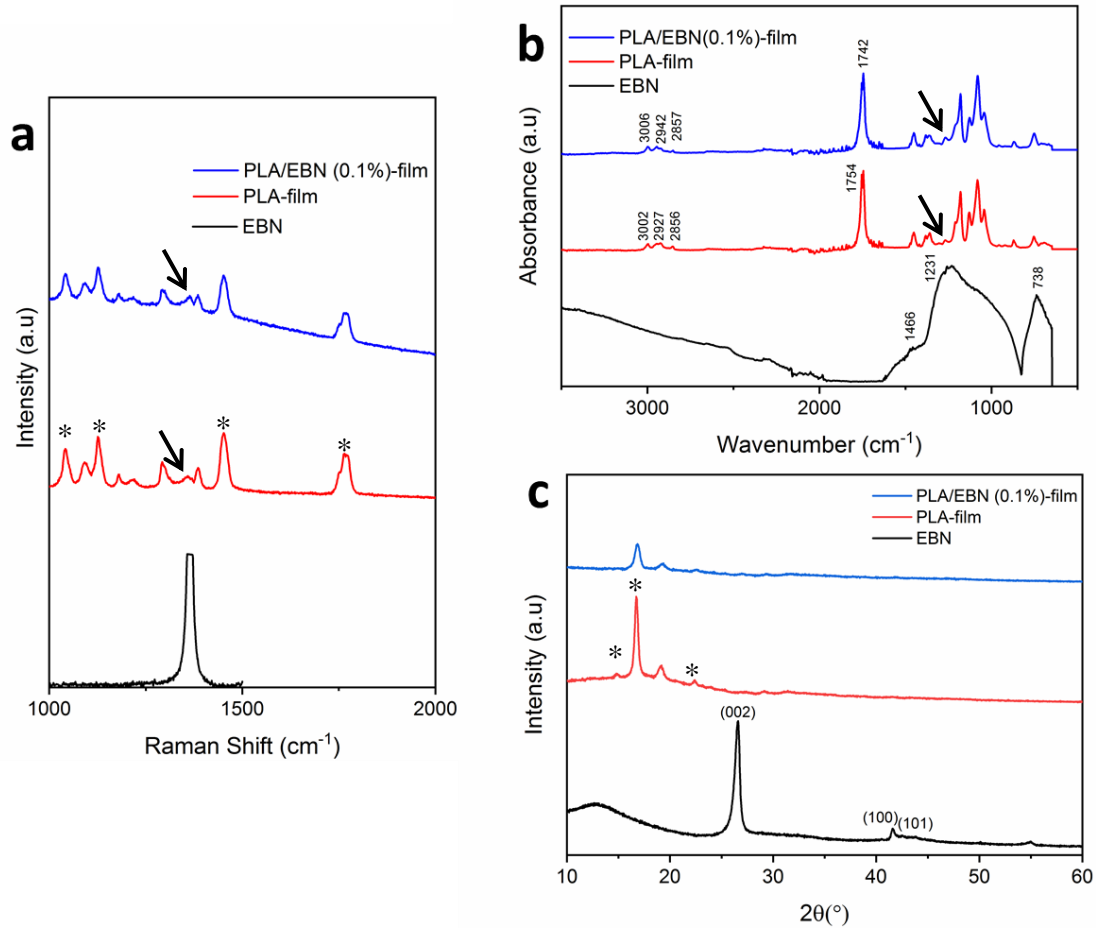 a
PLA/EBN (0.1%)-film
PLA-film
EBN
*
*
*
*
Intensity (a.u)
1000
1500
2000
Raman Shift (cm-1)
b
PLA/EBN(0.1%)-film
PLA-film
EBN
3006
2942
2857
1742
3002
2927
2856
1754
1466
1231
738
Absorbance (a.u)
3000
2000
1000
Wavenumber (cm-1)
c
PLA/EBN (0.1%)-film
PLA-film
EBN
*
*
*
(002)
(100)
(101)
Intensity (a.u)
10
20
30
40
50
60
2θ(°)